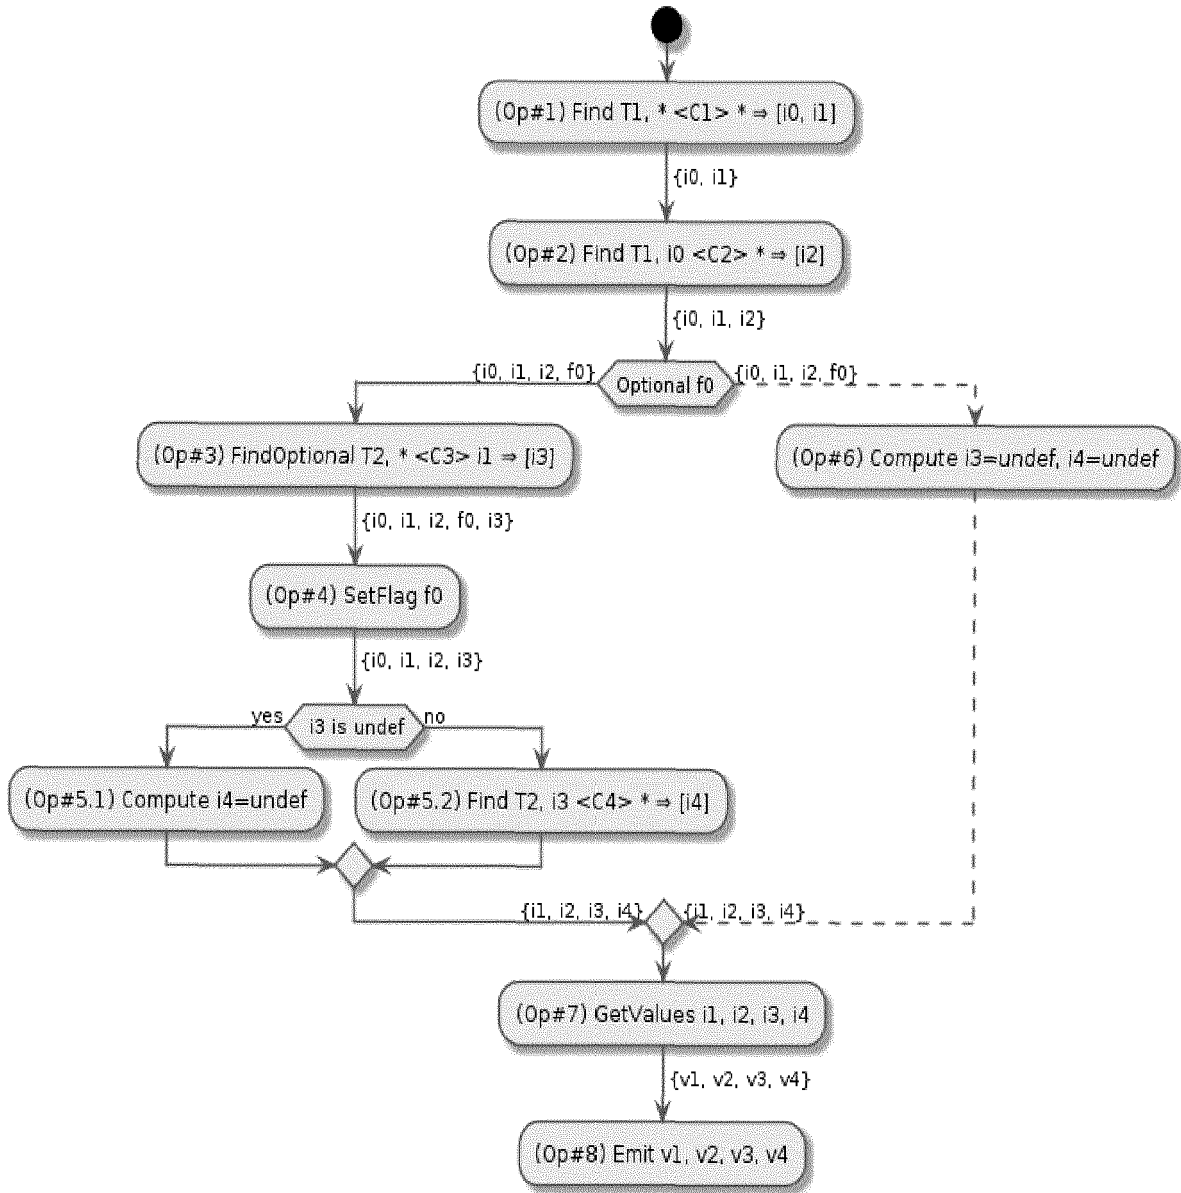 (Op#1) Find T1, * <C1> * ⇒ [i0, i1]
{i0, i1}
(Op#2) Find T1, i0 <C2> * ⇒ [i2]
{i0, i1, i2}
{i0, i1, i2, f0}
Optional f0
{i0, i1, i2, f0}
(Op#3) FindOptional T2, * <C3> i1 ⇒ [i3]
(Op#6) Compute i3=undef, i4=undef
{i0, i1, i2, f0, i3}
(Op#4) SetFlag f0
{i0, i1, i2, i3}
yes
i3 is undef
no
(Op#5.1) Compute i4=undef
(Op#5.2) Find T2, i3 <C4> * ⇒ [i4]
{i1, i2, i3, i4}
{i1, i2, i3, i4}
(Op#7) GetValues i1, i2, i3, i4
{v1, v2, v3, v4}
(Op#8) Emit v1, v2, v3, v4